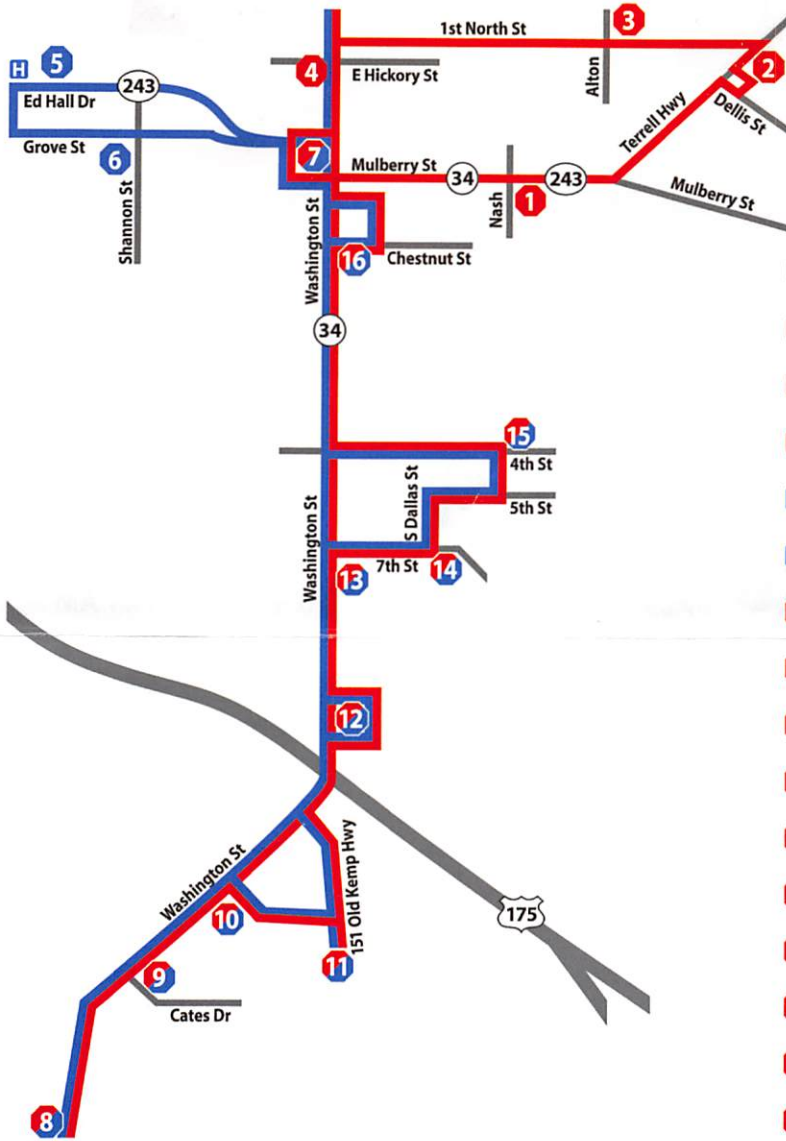 1st North St
3
4
E Hickory St
Alton
2
H
5
243
Ed Hall Dr
Terrell Hwy
Dellis St
Grove St
6
7
Mulberry St
34
243
Shannon St
Nash
1
Mulberry St
Washington St
16
Chestnut St
34
15
4th St
S Dallas St
5th St
Washington St
7th St
13
14
12
Washington St
151 Old Kemp Hwy
175
10
11
9
Cates Dr
8